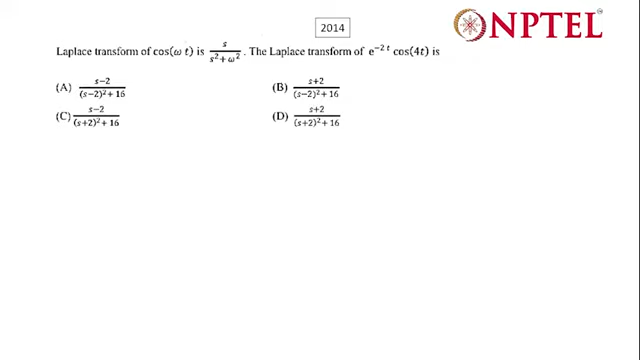 2014
NPTEL
Laplace transform of cos(ω t) is s/(s² + ω²) . The Laplace transform of e⁻²ᵗ cos(4t) is
(A) (s−2)/((s−2)²+16) (B) (s+2)/((s−2)²+16)
(C) (s−2)/((s+2)²+16) (D) (s+2)/((s+2)²+16)